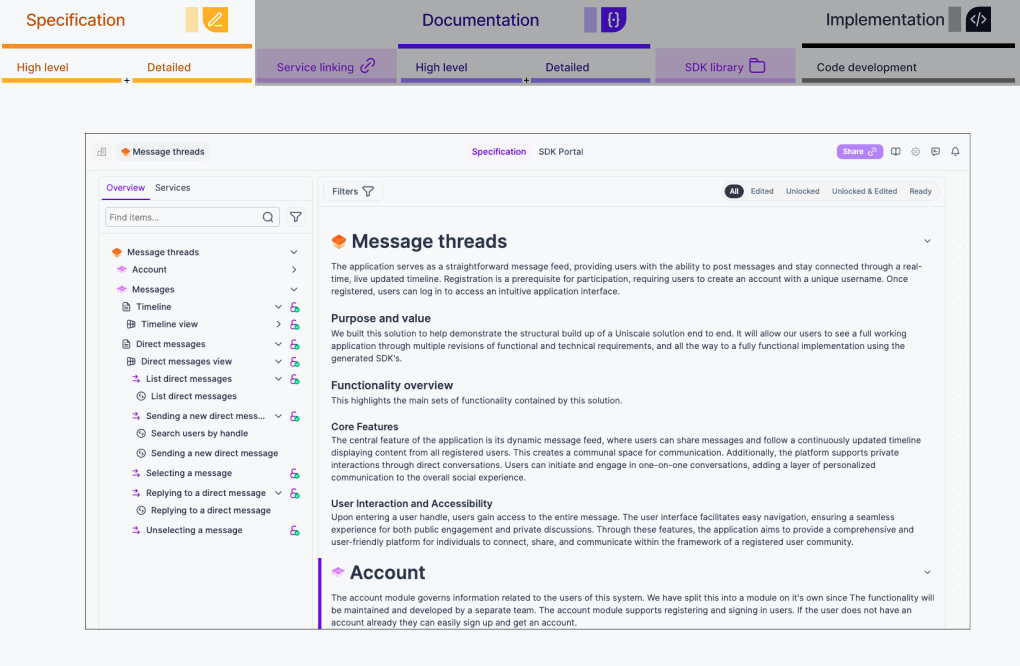 Specification
Documentation
Implementation
High level
+
Detailed
Service linking
High level
+
Detailed
SDK library
Code development
Message threads
Specification
SDK Portal
Share
Overview
Services
Find items...
Message threads
Account
Messages
Timeline
Timeline view
Direct messages
Direct messages view
List direct messages
List direct messages
Sending a new direct mess...
Search users by handle
Sending a new direct message
Selecting a message
Replying to a direct message
Replying to a direct message
Unselecting a message
Filters
All
Edited
Unlocked
Unlocked & Edited
Ready
Message threads
The application serves as a straightforward message feed, providing users with the ability to post messages and stay connected through a real-
time, live updated timeline. Registration is a prerequisite for participation, requiring users to create an account with a unique username. Once
registered, users can log in to access an intuitive application interface.
Purpose and value
We built this solution to help demonstrate the structural build up of a Uniscale solution end to end. It will allow our users to see a full working
application through multiple revisions of functional and technical requirements, and all the way to a fully functional implementation using the
generated SDK's.
Functionality overview
This highlights the main sets of functionality contained by this solution.
Core Features
The central feature of the application is its dynamic message feed, where users can share messages and follow a continuously updated timeline
displaying content from all registered users. This creates a communal space for communication. Additionally, the platform supports private
interactions through direct conversations. Users can initiate and engage in one-on-one conversations, adding a layer of personalized
communication to the overall social experience.
User Interaction and Accessibility
Upon entering a user handle, users gain access to the entire message. The user interface facilitates easy navigation, ensuring a seamless
experience for both public engagement and private discussions. Through these features, the application aims to provide a comprehensive and
user-friendly platform for individuals to connect, share, and communicate within the framework of a registered user community.
Account
The account module governs information related to the users of this system. We have split this into a module on it's own since The functionality will
be maintained and developed by a separate team. The account module supports registering and signing in users. If the user does not have an
account already they can easily sign up and get an account.